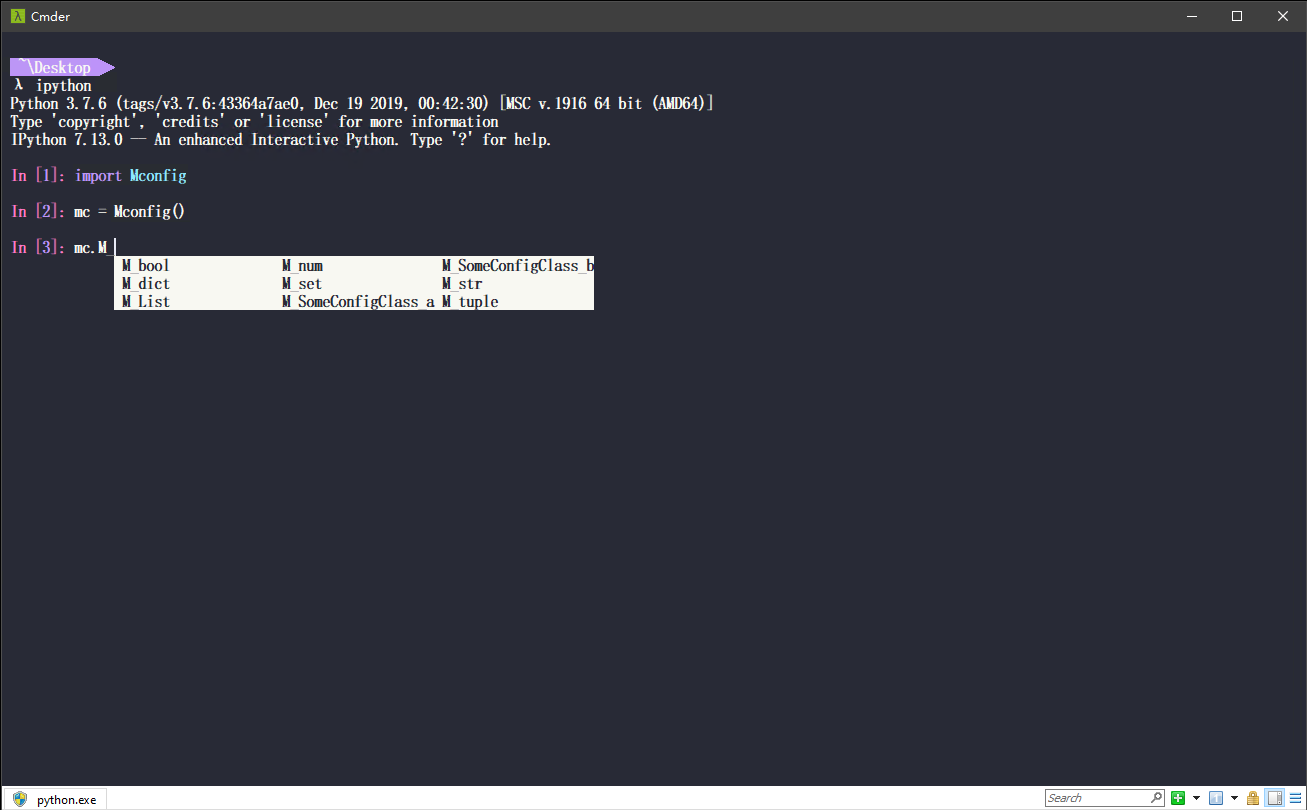 Cmder
~\Desktop
λ ipython
Python 3.7.6 (tags/v3.7.6:43364a7ae0, Dec 19 2019, 00:42:30) [MSC v.1916 64 bit (AMD64)]
Type 'copyright', 'credits' or 'license' for more information
IPython 7.13.0 — An enhanced Interactive Python. Type '?' for help.
In [1]: import Mconfig
In [2]: mc = Mconfig()
In [3]: mc.M_
M_bool M_num M_SomeConfigClass_b
M_dict M_set M_str
M_List M_SomeConfigClass_a M_tuple
python.exe Search